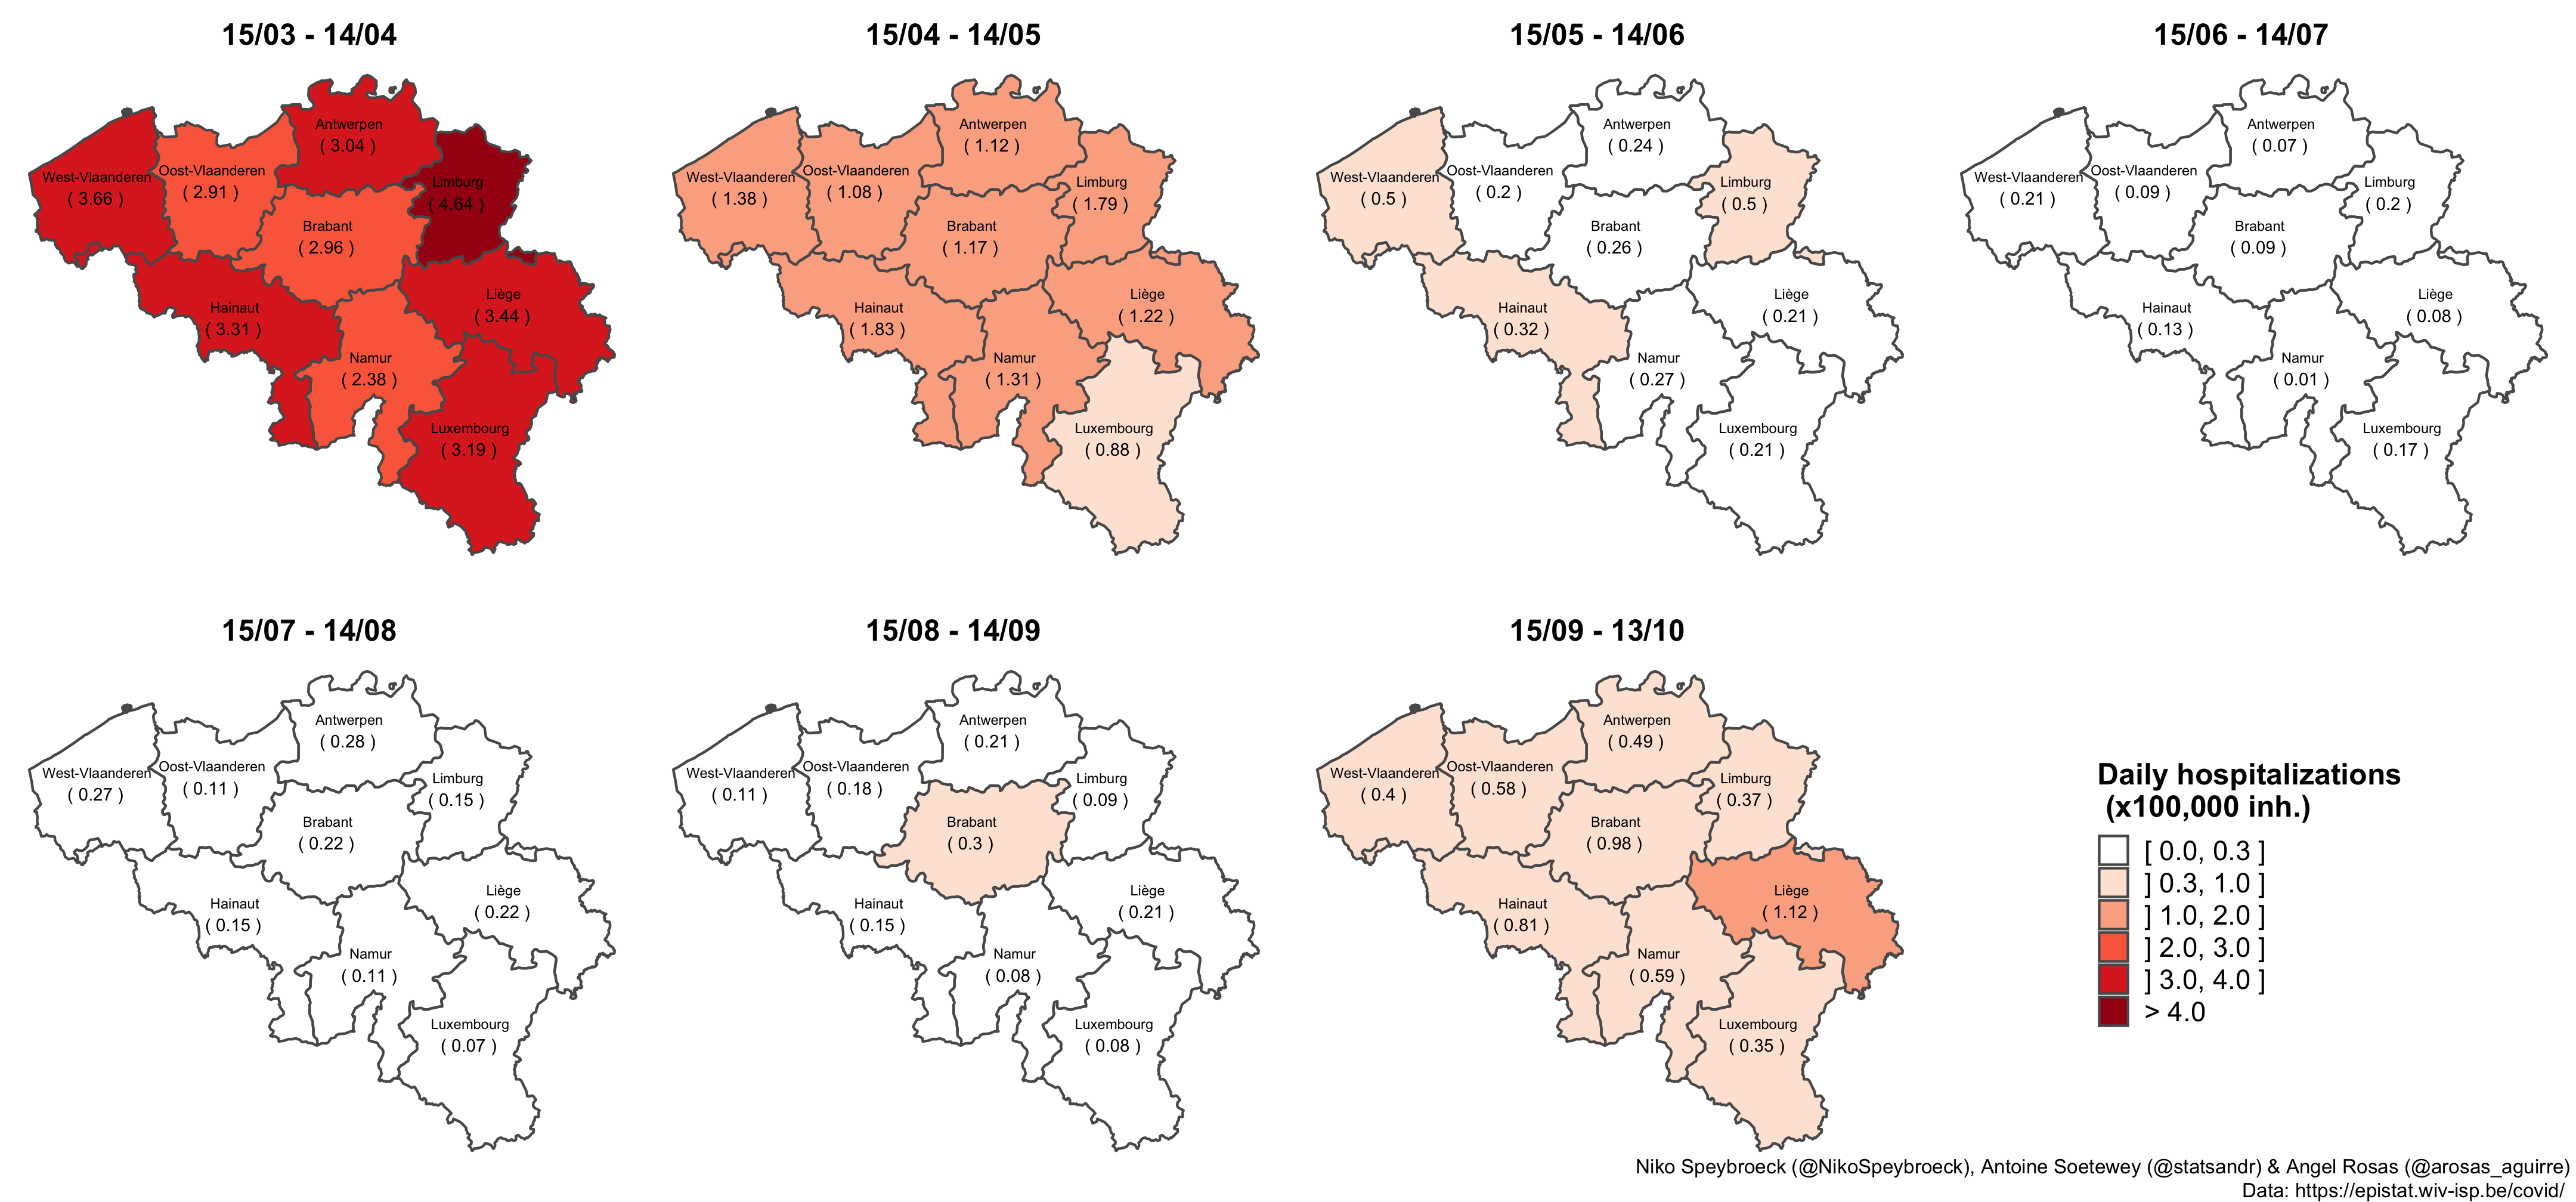 15/03 - 14/04
Antwerpen
( 3.04 )
West-Vlaanderen
( 3.66 )
Oost-Vlaanderen
( 2.91 )
Limburg
( 4.64 )
Brabant
( 2.96 )
Hainaut
( 3.31 )
Liège
( 3.44 )
Namur
( 2.38 )
Luxembourg
( 3.19 )
15/04 - 14/05
Antwerpen
( 1.12 )
West-Vlaanderen
( 1.38 )
Oost-Vlaanderen
( 1.08 )
Limburg
( 1.79 )
Brabant
( 1.17 )
Hainaut
( 1.83 )
Liège
( 1.22 )
Namur
( 1.31 )
Luxembourg
( 0.88 )
15/05 - 14/06
Antwerpen
( 0.24 )
West-Vlaanderen
( 0.5 )
Oost-Vlaanderen
( 0.2 )
Limburg
( 0.5 )
Brabant
( 0.26 )
Hainaut
( 0.32 )
Liège
( 0.21 )
Namur
( 0.27 )
Luxembourg
( 0.21 )
15/06 - 14/07
Antwerpen
( 0.07 )
West-Vlaanderen
( 0.21 )
Oost-Vlaanderen
( 0.09 )
Limburg
( 0.2 )
Brabant
( 0.09 )
Hainaut
( 0.13 )
Liège
( 0.08 )
Namur
( 0.01 )
Luxembourg
( 0.17 )
15/07 - 14/08
Antwerpen
( 0.28 )
West-Vlaanderen
( 0.27 )
Oost-Vlaanderen
( 0.11 )
Limburg
( 0.15 )
Brabant
( 0.22 )
Hainaut
( 0.15 )
Liège
( 0.22 )
Namur
( 0.11 )
Luxembourg
( 0.07 )
15/08 - 14/09
Antwerpen
( 0.21 )
West-Vlaanderen
( 0.11 )
Oost-Vlaanderen
( 0.18 )
Limburg
( 0.09 )
Brabant
( 0.3 )
Hainaut
( 0.15 )
Liège
( 0.21 )
Namur
( 0.08 )
Luxembourg
( 0.08 )
15/09 - 13/10
Antwerpen
( 0.49 )
West-Vlaanderen
( 0.4 )
Oost-Vlaanderen
( 0.58 )
Limburg
( 0.37 )
Brabant
( 0.98 )
Hainaut
( 0.81 )
Liège
( 1.12 )
Namur
( 0.59 )
Luxembourg
( 0.35 )
Daily hospitalizations
(x100,000 inh.)
[ 0.0, 0.3 ]
] 0.3, 1.0 ]
] 1.0, 2.0 ]
] 2.0, 3.0 ]
] 3.0, 4.0 ]
> 4.0
Niko Speybroeck (@NikoSpeybroeck), Antoine Soetewey (@statsandr) & Angel Rosas (@arosas_aguirre)
Data: https://epistat.wiv-isp.be/covid/